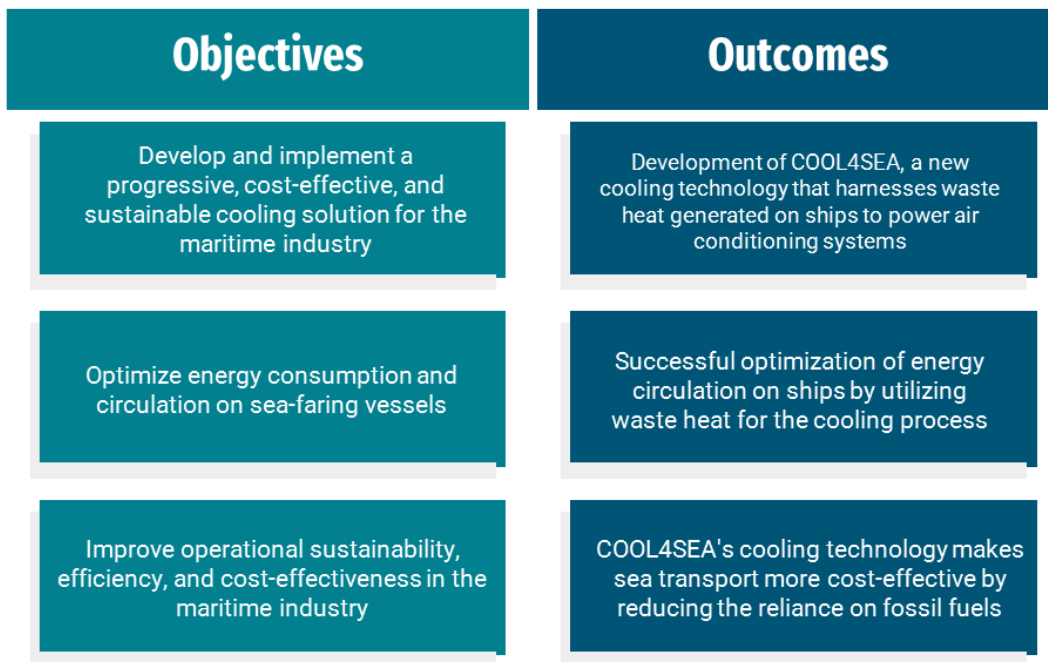 Objectives
Outcomes
Develop and implement a
progressive, cost-effective, and
sustainable cooling solution for the
maritime industry
Development of COOL4SEA, a new
cooling technology that harnesses waste
heat generated on ships to power air
conditioning systems
Optimize energy consumption and
circulation on sea-faring vessels
Successful optimization of energy
circulation on ships by utilizing
waste heat for the cooling process
Improve operational sustainability,
efficiency, and cost-effectiveness in the
maritime industry
COOL4SEA's cooling technology makes
sea transport more cost-effective by
reducing the reliance on fossil fuels